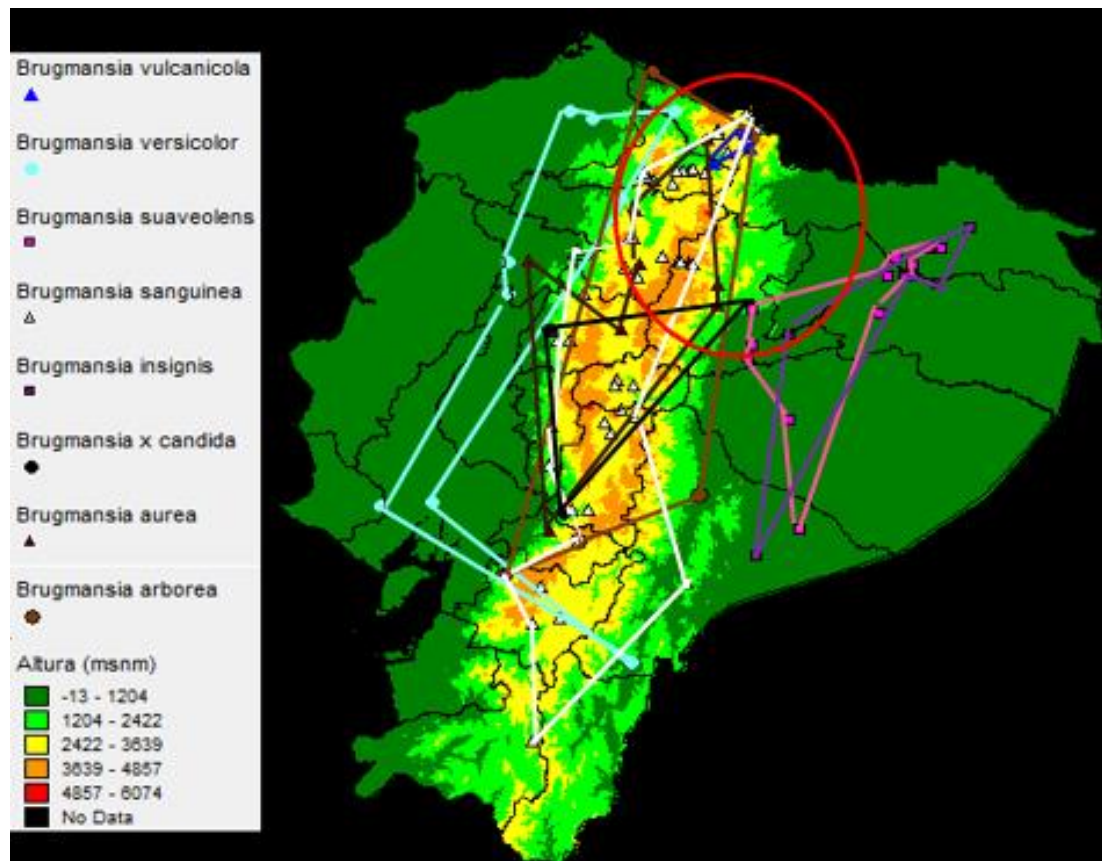 Brugmansia vulcanicola
Brugmansia versicolor
Brugmansia suaveolens
Brugmansia sanguinea
Brugmansia insignis
Brugmansia x candida
Brugmansia aurea
Brugmansia arborea
Altura (msnm)
-13 - 1204
1204 - 2422
2422 - 3639
3639 - 4857
4857 - 6074
No Data